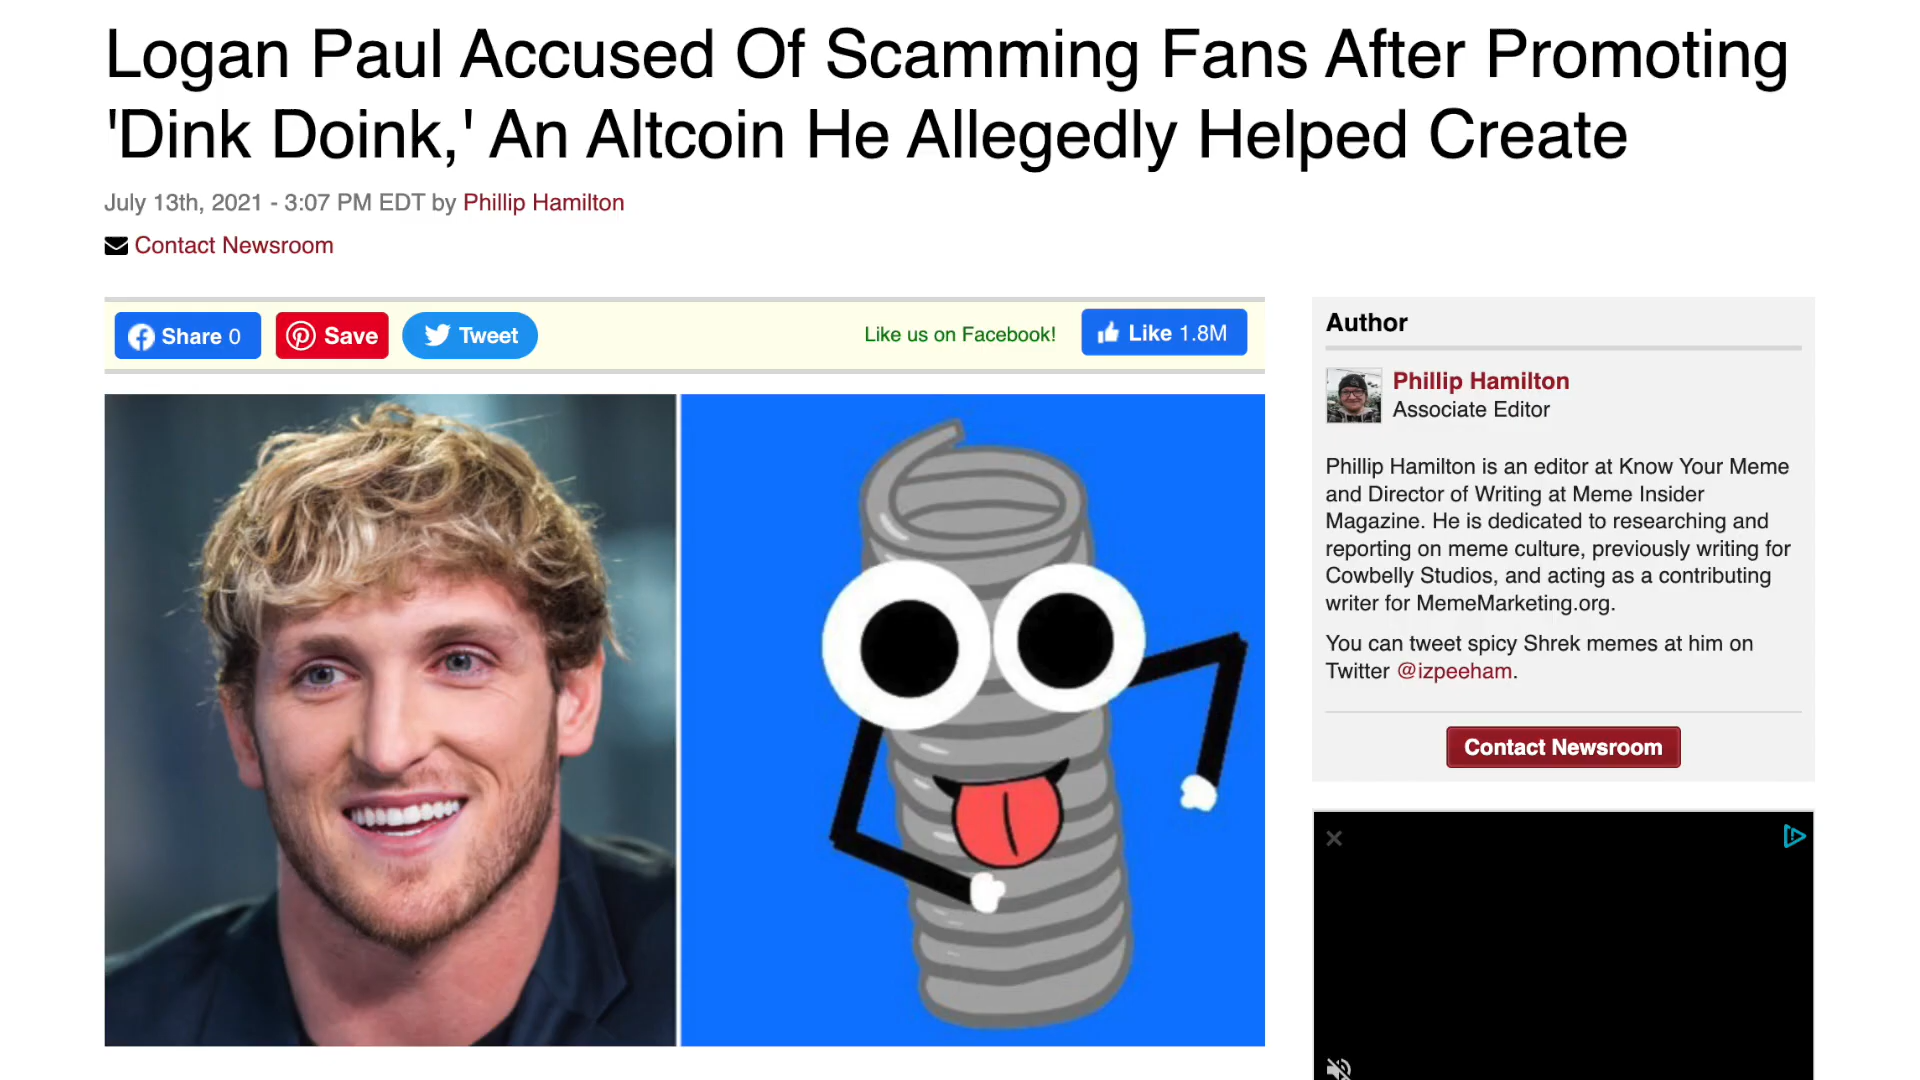 Logan Paul Accused Of Scamming Fans After Promoting
'Dink Doink,' An Altcoin He Allegedly Helped Create
July 13th, 2021 - 3:07 PM EDT by Phillip Hamilton
Contact Newsroom
Share 0
Save
Tweet
Like us on Facebook!
Like 1.8M
Author
Phillip Hamilton
Associate Editor
Phillip Hamilton is an editor at Know Your Meme
and Director of Writing at Meme Insider
Magazine. He is dedicated to researching and
reporting on meme culture, previously writing for
Cowbelly Studios, and acting as a contributing
writer for MemeMarketing.org.
You can tweet spicy Shrek memes at him on
Twitter @izpeeham.
Contact Newsroom